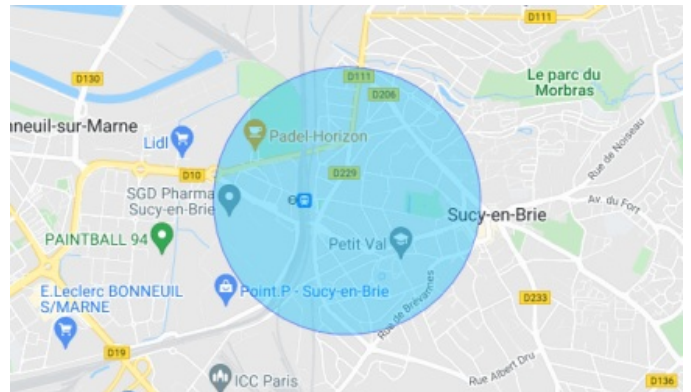 D111
D130
D111
Le parc du
Morbras
D206
nneuil-sur-Marne
Lidl
Padel-Horizon
Rue de Noiseau
D10
D229
SGD Pharma
Sucy-en-Brie
Av. du Fort
Sucy-en-Brie
PAINTBALL 94
Petit Val
E.Leclerc BONNEUIL
S/MARNE
Point.P - Sucy-en-Brie
Rue de Brévannes
D233
D19
Rue Albert Dru
ICC Paris
D136